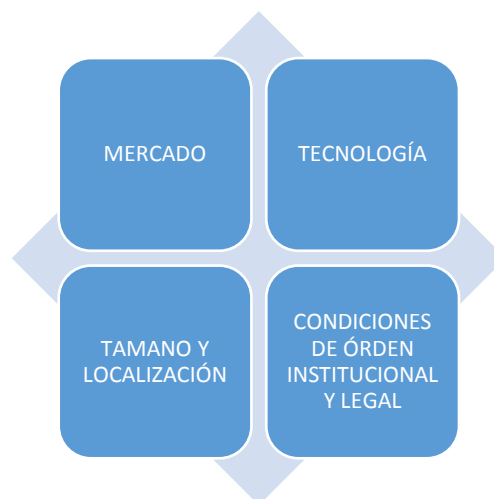 MERCADO
TECNOLOGÍA
TAMANO Y
LOCALIZACIÓN
CONDICIONES
DE ÓRDEN
INSTITUCIONAL
Y LEGAL